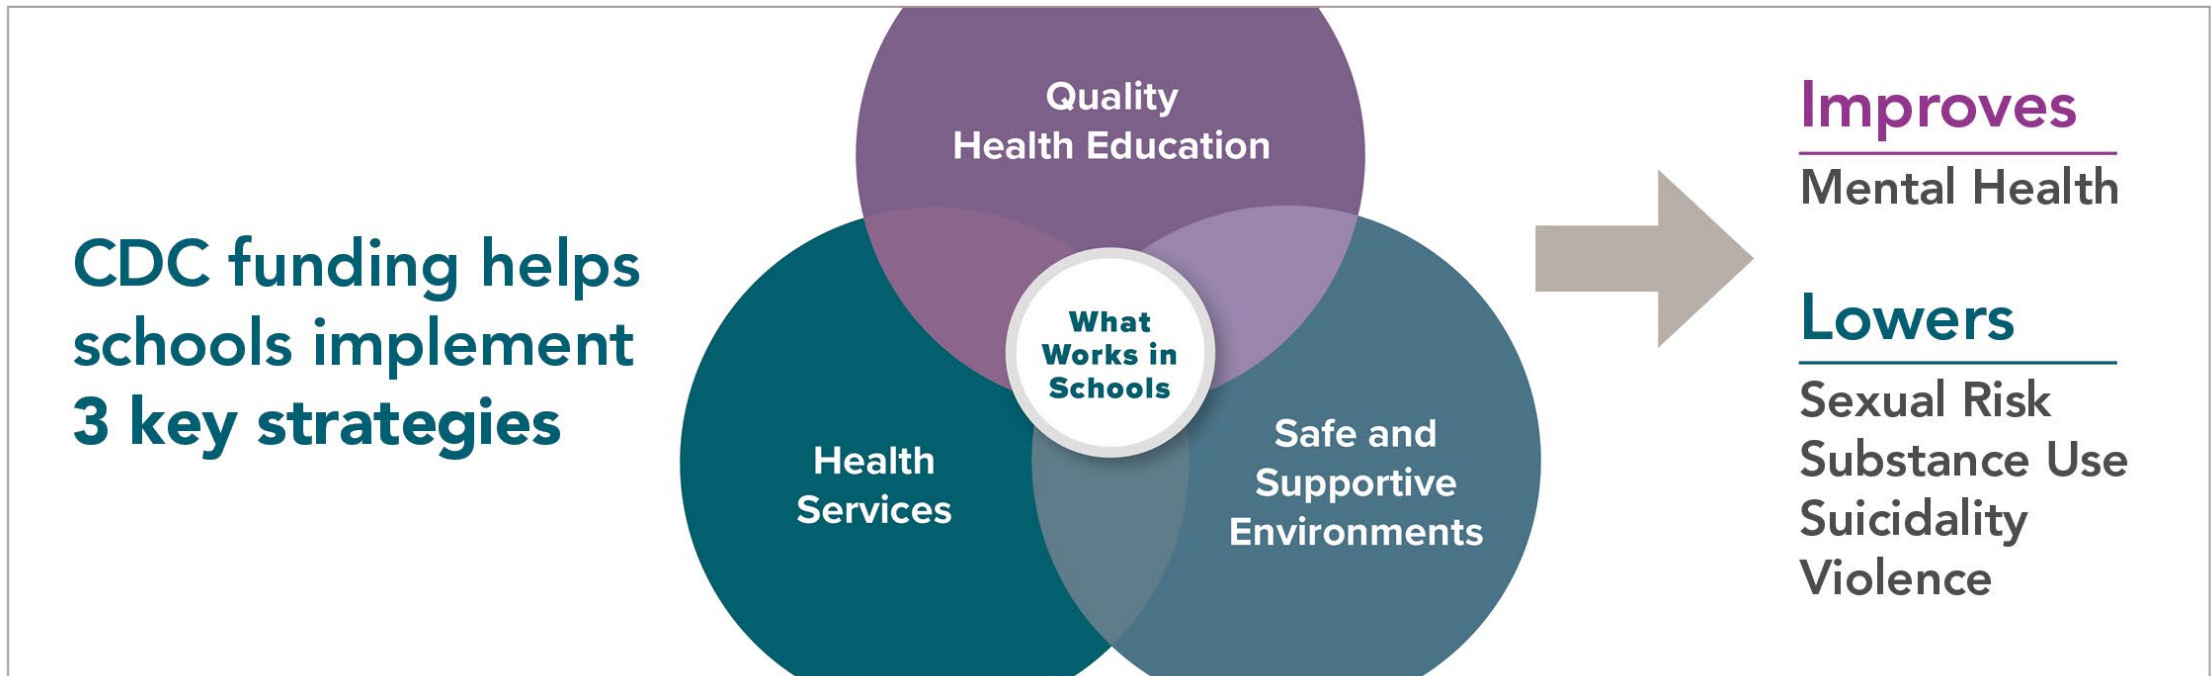 CDC funding helps
schools implement
3 key strategies
Quality
Health Education
What
Works in
Schools
Health
Services
Safe and
Supportive
Environments
Improves
Mental Health
Lowers
Sexual Risk
Substance Use
Suicidality
Violence